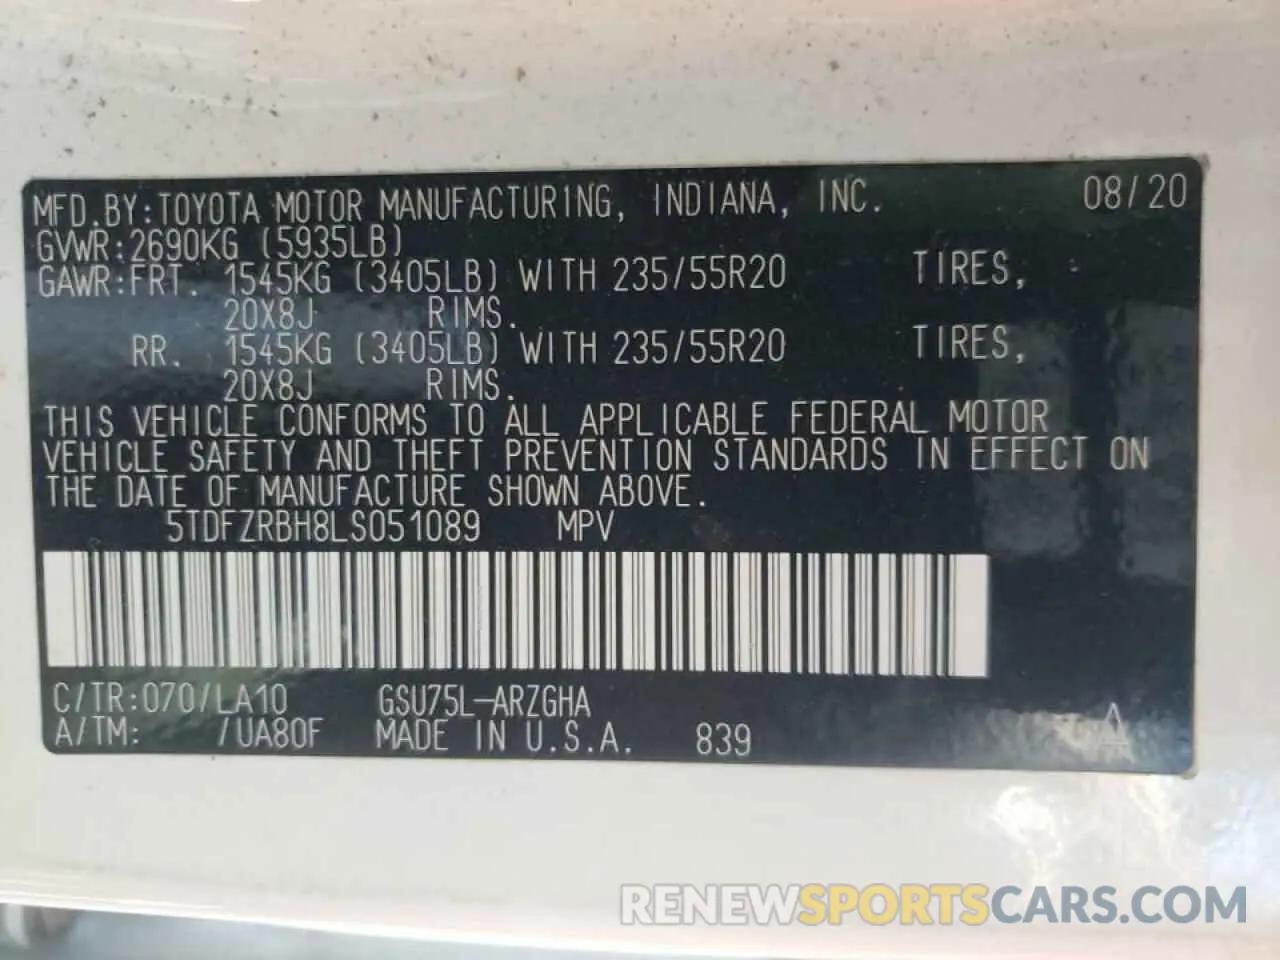 MFD.BY:TOYOTA MOTOR MANUFACTURING, INDIANA, INC. 08/20
GVWR:2690KG (5935LB)
GAWR:FRT. 1545KG (3405LB) WITH 235/55R20 TIRES,
20X8J RIMS.
RR. 1545KG (3405LB) WITH 235/55R20 TIRES,
20X8J RIMS.
THIS VEHICLE CONFORMS TO ALL APPLICABLE FEDERAL MOTOR
VEHICLE SAFETY AND THEFT PREVENTION STANDARDS IN EFFECT ON
THE DATE OF MANUFACTURE SHOWN ABOVE.
5TDFZRBH8LS051089 MPV
C/TR:070/LA10 GSU75L-ARZGHA
A/TM: /UA80F MADE IN U.S.A. 839
RENEWSPORTSCARS.COM